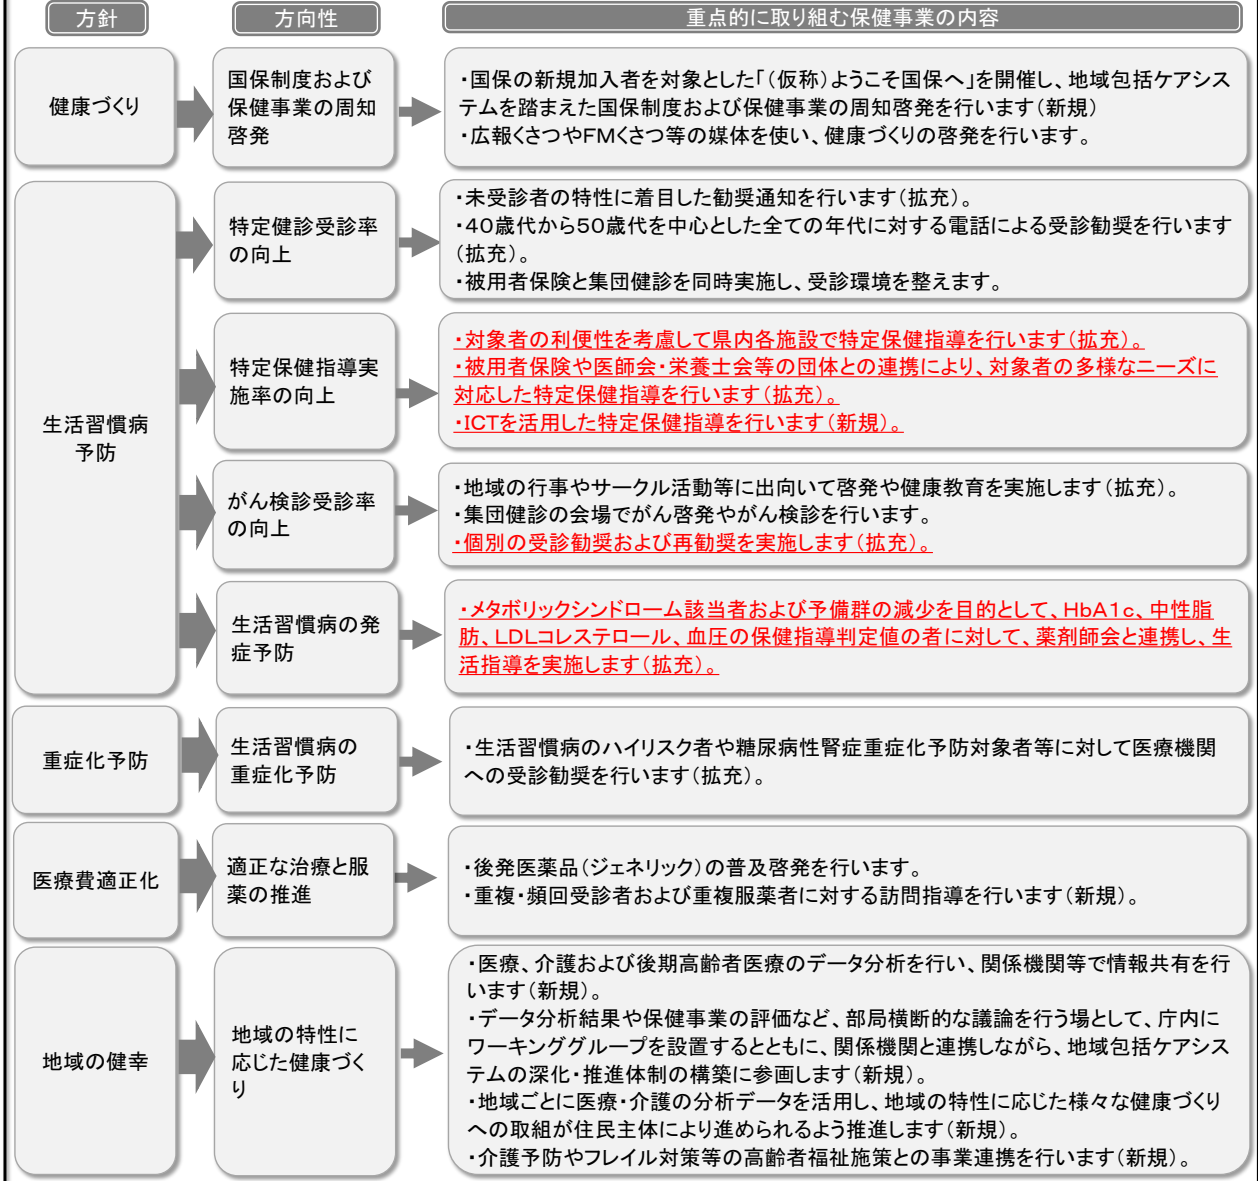 方針
方向性
重点的に取り組む保健事業の内容
健康づくり
国保制度および
保健事業の周知
啓発
・国保の新規加入者を対象とした「（仮称）ようこそ国保へ」を開催し、地域包括ケアシス
テムを踏まえた国保制度および保健事業の周知啓発を行います（新規）
・広報くさつやＦＭくさつ等の媒体を使い、健康づくりの啓発を行います。
生活習慣病
予防
特定健診受診率
の向上
・未受診者の特性に着目した勧奨通知を行います（拡充）。
・４０歳代から５０歳代を中心とした全ての年代に対する電話による受診勧奨を行います
（拡充）。
・被用者保険と集団健診を同時実施し、受診環境を整えます。
特定保健指導実
施率の向上
・対象者の利便性を考慮して県内各施設で特定保健指導を行います（拡充）。
・被用者保険や医師会・栄養士会等の団体との連携により、対象者の多様なニーズに
対応した特定保健指導を行います（拡充）。
・ICTを活用した特定保健指導を行います（新規）。
がん検診受診率
の向上
・地域の行事やサークル活動等に出向いて啓発や健康教育を実施します（拡充）。
・集団健診の会場でがん啓発やがん検診を行います。
・個別の受診勧奨および再勧奨を実施します（拡充）。
生活習慣病の発
症予防
・メタボリックシンドローム該当者および予備群の減少を目的として、HbA1c、中性脂
肪、LDLコレステロール、血圧の保健指導判定値の者に対して、薬剤師会と連携し、生
活指導を実施します（拡充）。
重症化予防
生活習慣病の
重症化予防
・生活習慣病のハイリスク者や糖尿病性腎症重症化予防対象者等に対して医療機関
への受診勧奨を行います（拡充）。
医療費適正化
適正な治療と服
薬の推進
・後発医薬品（ジェネリック）の普及啓発を行います。
・重複・頻回受診者および重複服薬者に対する訪問指導を行います（新規）。
地域の健幸
地域の特性に
応じた健康づく
り
・医療、介護および後期高齢者医療のデータ分析を行い、関係機関等で情報共有を行
います（新規）。
・データ分析結果や保健事業の評価など、部局横断的な議論を行う場として、庁内に
ワーキンググループを設置するとともに、関係機関と連携しながら、地域包括ケアシス
テムの深化・推進体制の構築に参画します（新規）。
・地域ごとに医療・介護の分析データを活用し、地域の特性に応じた様々な健康づくり
への取組が住民主体により進められるよう推進します（新規）。
・介護予防やフレイル対策等の高齢者福祉施策との事業連携を行います（新規）。